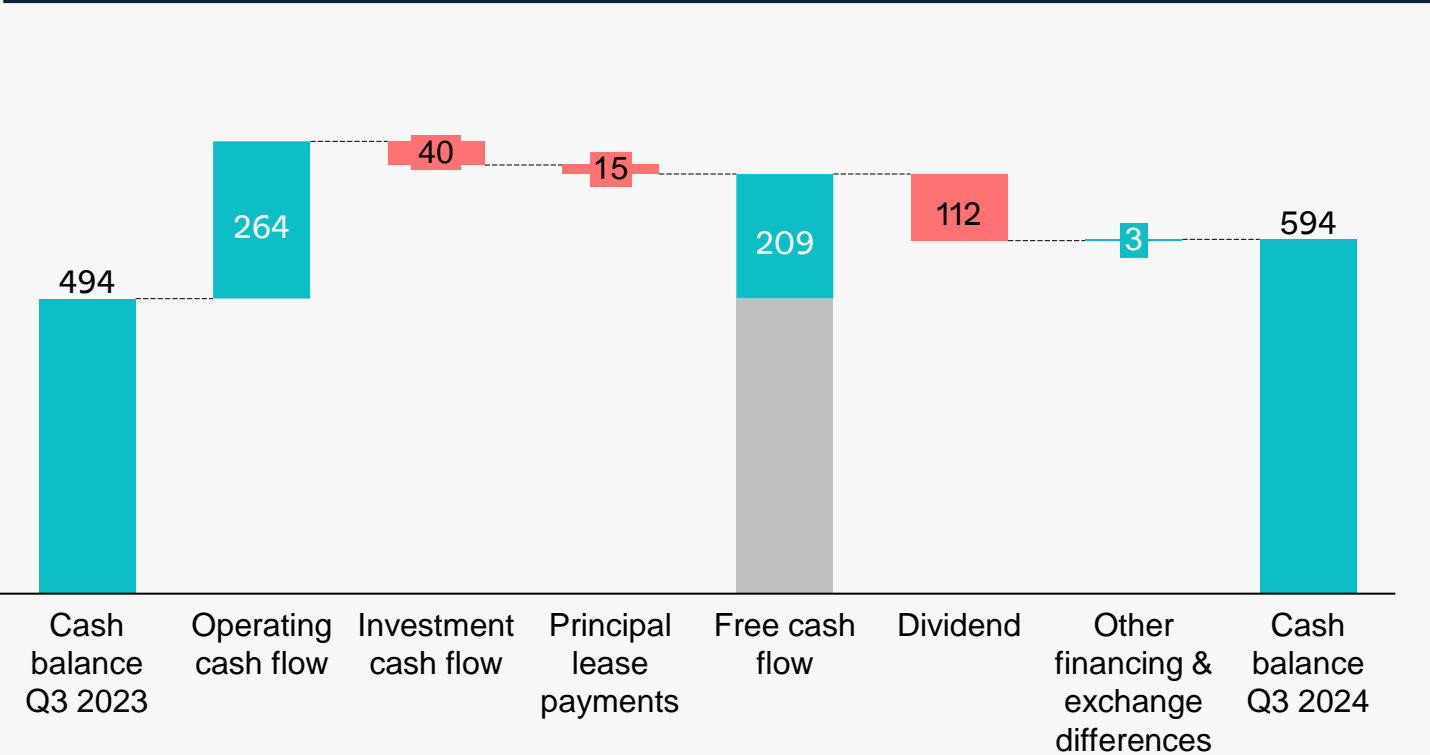 40
15
264
112
209
594
3
494
Cash
balance
Q3 2023
Operating
cash flow
Investment
cash flow
Principal
lease
payments
Free cash
flow
Dividend
Other
financing &
exchange
differences
Cash
balance
Q3 2024